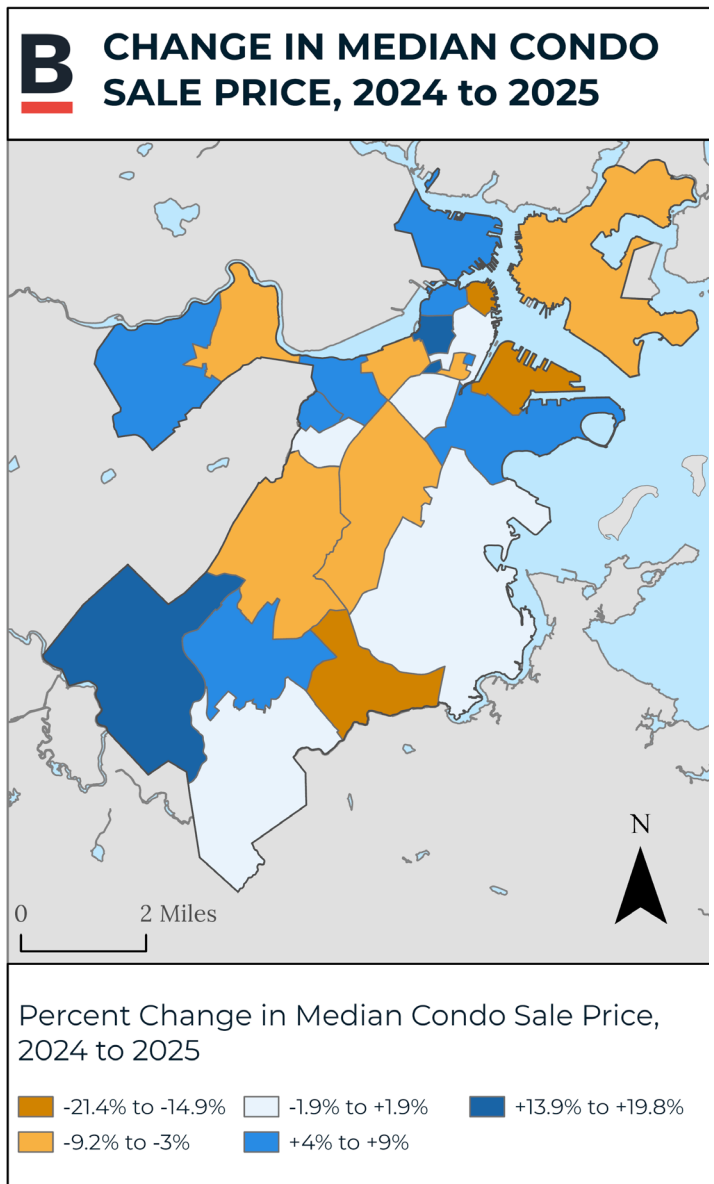 B
CHANGE IN MEDIAN CONDO
SALE PRICE, 2024 to 2025
N
0 2 Miles
Percent Change in Median Condo Sale Price,
2024 to 2025
-21.4% to -14.9% -1.9% to +1.9% +13.9% to +19.8%
-9.2% to -3% +4% to +9%